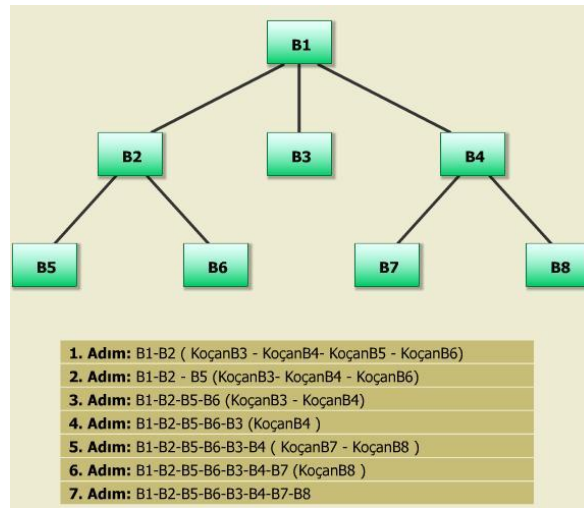 B1
B2 B3 B4
B5 B6 B7 B8
1. Adım: B1-B2 ( KoçanB3 - KoçanB4- KoçanB5 - KoçanB6)
2. Adım: B1-B2 - B5 (KoçanB3- KoçanB4 - KoçanB6)
3. Adım: B1-B2-B5-B6 (KoçanB3 - KoçanB4)
4. Adım: B1-B2-B5-B6-B3 (KoçanB4 )
5. Adım: B1-B2-B5-B6-B3-B4 ( KoçanB7 - KoçanB8 )
6. Adım: B1-B2-B5-B6-B3-B4-B7 (KoçanB8 )
7. Adım: B1-B2-B5-B6-B3-B4-B7-B8